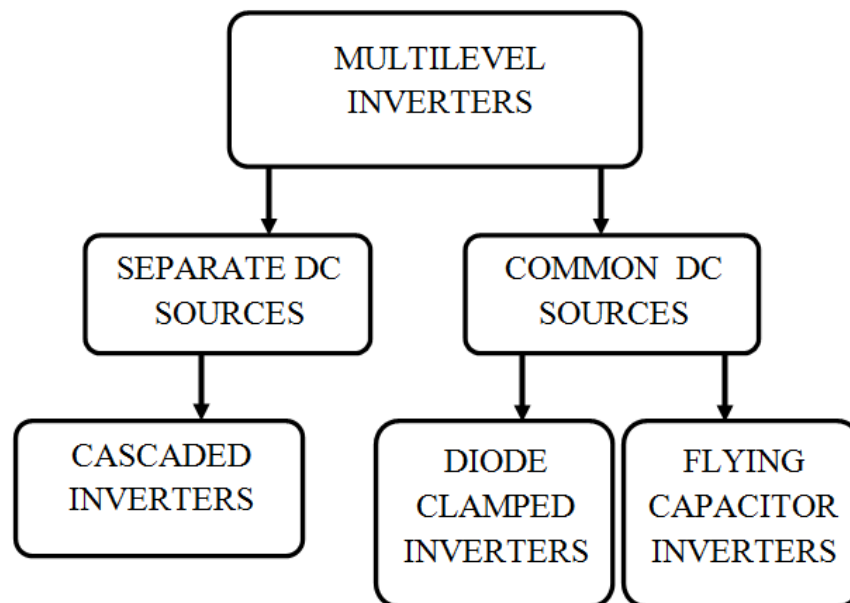 MULTILEVEL
INVERTERS
SEPARATE DC
SOURCES
COMMON DC
SOURCES
CASCADED
INVERTERS
DIODE
CLAMPED
INVERTERS
FLYING
CAPACITOR
INVERTERS